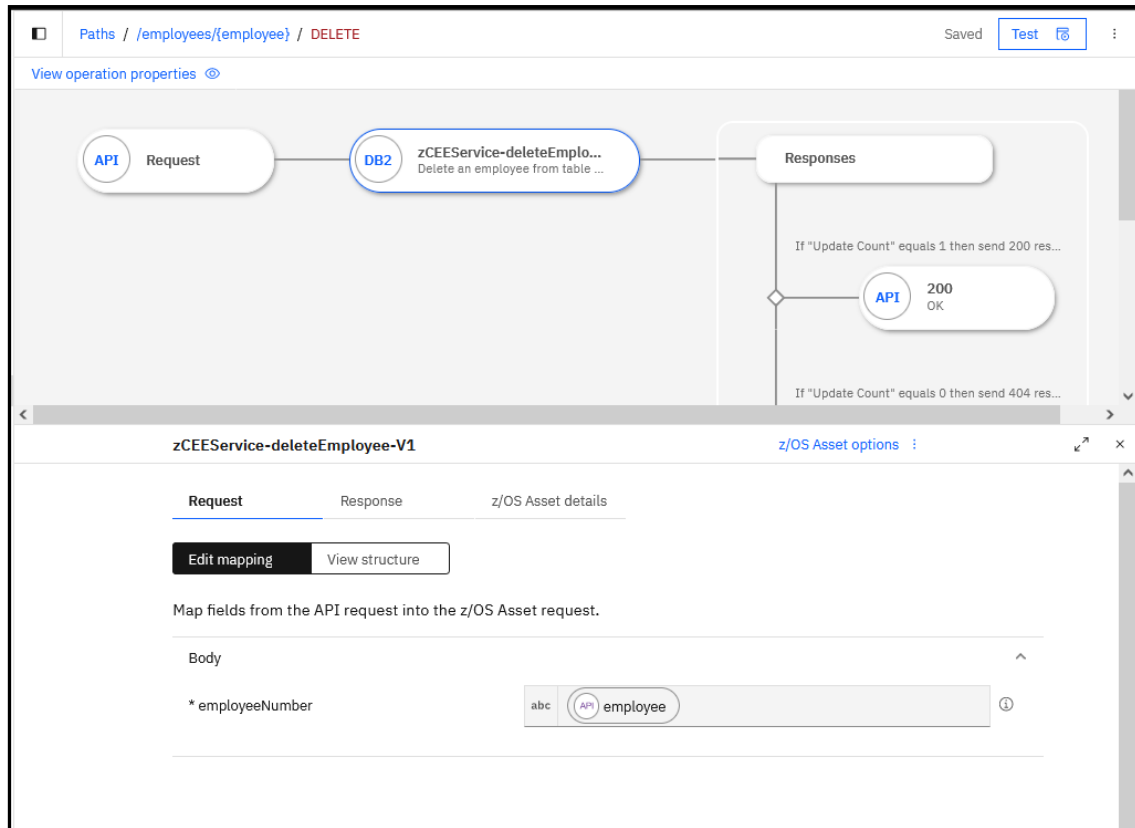 Paths / /employees/{employee} / DELETE
Saved
Test
View operation properties
API Request
DB2 zCEEService-deleteEmplo...
Delete an employee from table ...
Responses
If "Update Count" equals 1 then send 200 res...
API 200
OK
If "Update Count" equals 0 then send 404 res...
zCEEService-deleteEmployee-V1
z/OS Asset options
Request Response z/OS Asset details
Edit mapping View structure
Map fields from the API request into the z/OS Asset request.
Body
* employeeNumber abc API employee